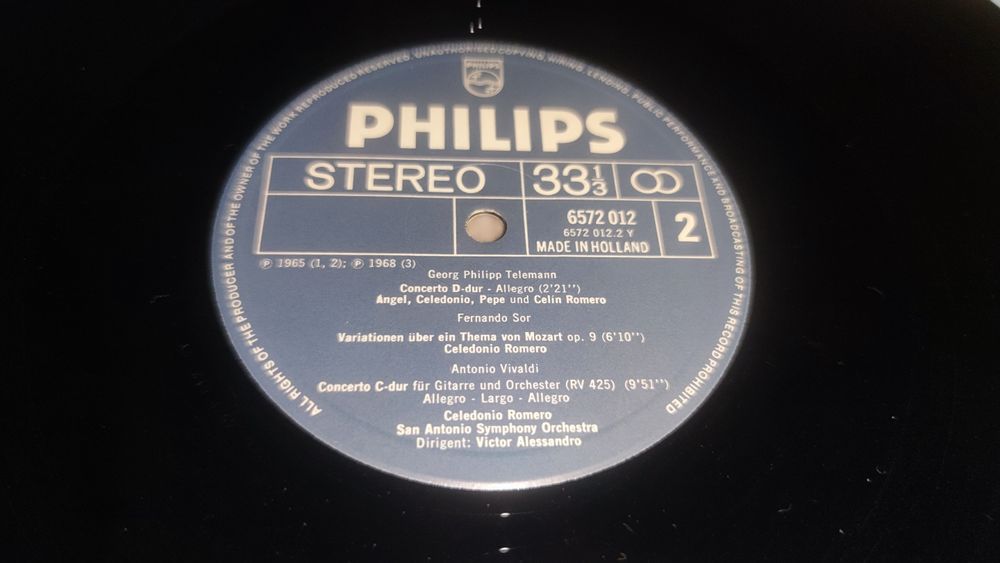 ALL RIGHTS OF THE PRODUCER AND OF THE OWNER OF THE WORK REPRODUCED RESERVED. UNAUTHORISED COPYING, HIRING, LENDING, PUBLIC PERFORMANCE AND BROADCASTING OF THIS RECORD PROHIBITED
PHILIPS
PHILIPS
STEREO 33 1/3
6572 012
6572 012.2 Y
MADE IN HOLLAND
2
℗ 1965 (1, 2); ℗ 1968 (3)
Georg Philipp Telemann
Concerto D-dur - Allegro (2'21'')
Angel, Celedonio, Pepe und Celin Romero
Fernando Sor
Variationen über ein Thema von Mozart op. 9 (6'10'')
Celedonio Romero
Antonio Vivaldi
Concerto C-dur für Gitarre und Orchester (RV 425) (9'51'')
Allegro - Largo - Allegro
Celedonio Romero
San Antonio Symphony Orchestra
Dirigent: Victor Alessandro